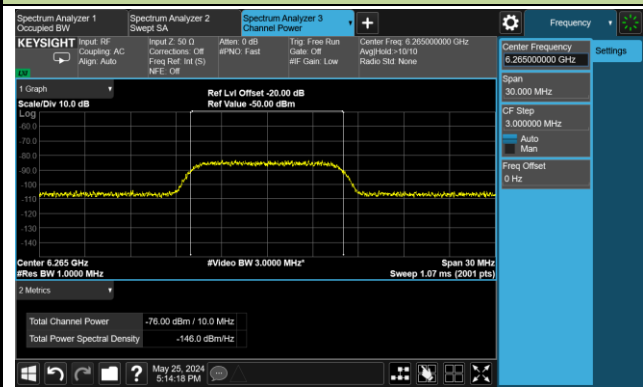 Spectrum Analyzer 1
Occupied BW
Spectrum Analyzer 2
Swept SA
Spectrum Analyzer 3
Channel Power
Frequency
KEYSIGHT
Input: RF
Coupling: AC
Align: Auto
Input Z: 50 Ω
Corrections: Off
Freq Ref: Int (S)
NFE: Off
Atten: 0 dB
#PNO: Fast
Trig: Free Run
Gate: Off
#IF Gain: Low
Center Freq: 6.265000000 GHz
Avg|Hold:>10/10
Radio Std: None
Center Frequency
6.265000000 GHz
Settings
Span
30.000 MHz
CF Step
3.000000 MHz
Auto
Man
Freq Offset
0 Hz
1 Graph
Scale/Div 10.0 dB
Ref Lvl Offset -20.00 dB
Ref Value -50.00 dBm
Log
-60.0
-70.0
-80.0
-90.0
-100
-110
-120
-130
-140
Center 6.265 GHz
#Video BW 3.0000 MHz*
Span 30 MHz
#Res BW 1.0000 MHz
Sweep 1.07 ms (2001 pts)
2 Metrics
Total Channel Power
-76.00 dBm / 10.0 MHz
Total Power Spectral Density
-146.0 dBm/Hz
May 25, 2024
5:14:18 PM